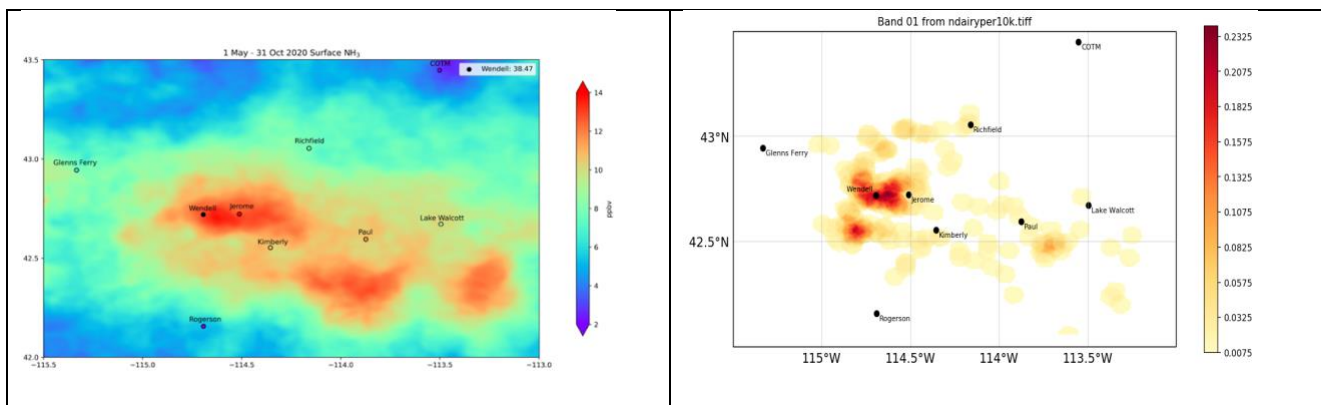 1 May - 31 Oct 2020 Surface NH₃
43.5
43.0
42.5
42.0
−115.5
−115.0
−114.5
−114.0
−113.5
−113.0
COTM
Wendell: 38.47
Richfield
Glenns Ferry
Wendell
Jerome
Lake Walcott
Kimberly
Paul
Rogerson
14
12
10
8
6
4
2
ppbv
Band 01 from ndairyper10k.tiff
COTM
43°N
Richfield
Glenns Ferry
Wendell
Jerome
Lake Walcott
Paul
Kimberly
42.5°N
Rogerson
115°W
114.5°W
114°W
113.5°W
0.2325
0.2075
0.1825
0.1575
0.1325
0.1075
0.0825
0.0575
0.0325
0.0075